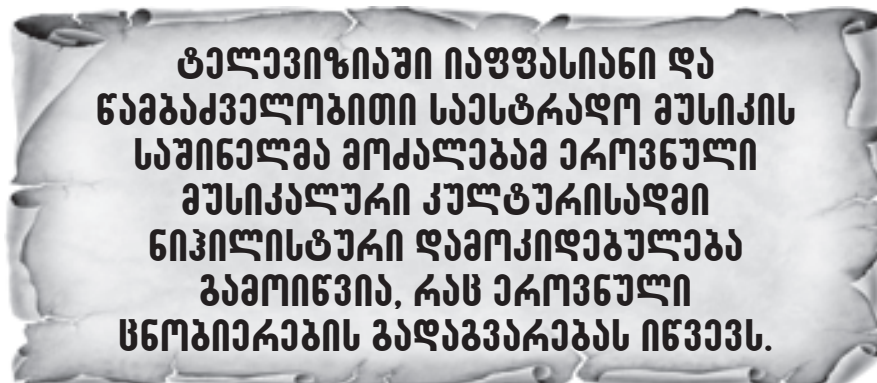 ტელევიზიაში იაფფასიანი და
წამბაძველობითი საესტრადო მუსიკის
საშინელმა მოძალებამ ეროვნული
მუსიკალური კულტურისადმი
ნიჰილისტური დამოკიდებულება
გამოიწვია, რაც ეროვნული
ცნობიერების გადაგვარებას იწვევს.